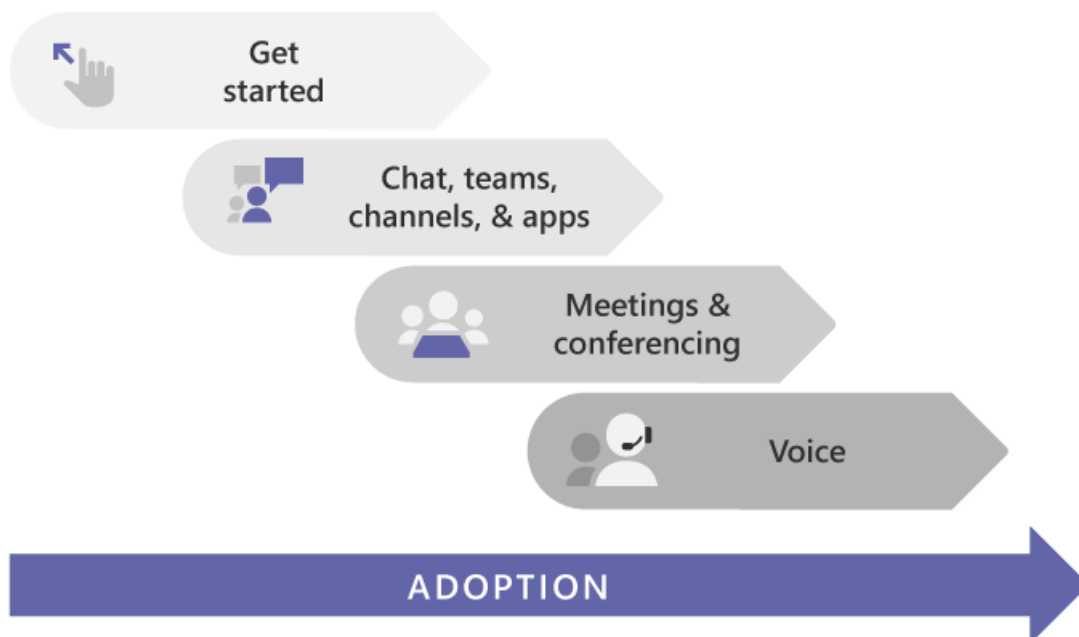 Get
started
Chat, teams,
channels, & apps
Meetings &
conferencing
Voice
ADOPTION